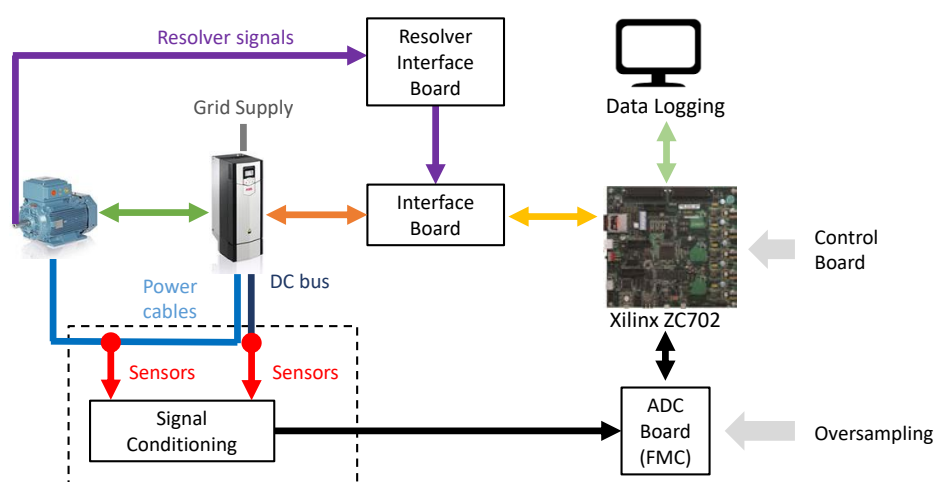 Resolver signals
Resolver
Interface
Board
Data Logging
Grid Supply
Interface
Board
Control
Board
Power
cables
DC bus
Xilinx ZC702
Sensors
Sensors
Signal
Conditioning
ADC
Board
(FMC)
Oversampling